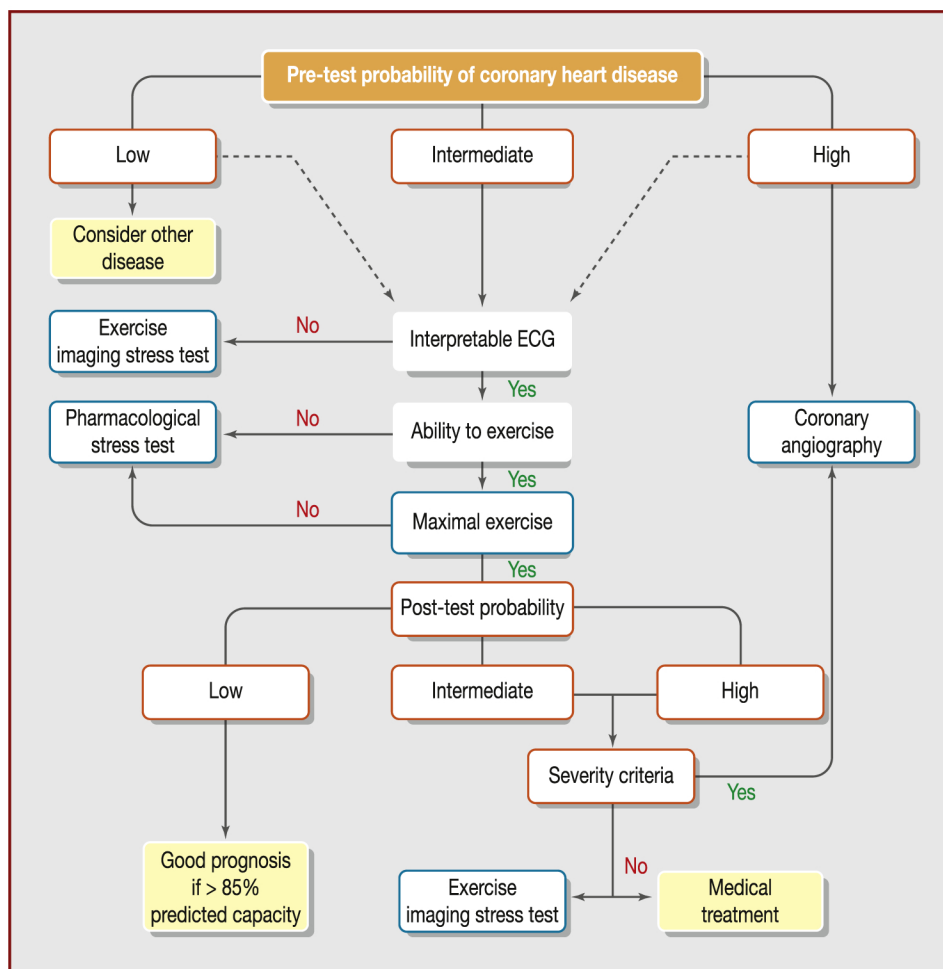 Pre-test probability of coronary heart disease
Low
Intermediate
High
Consider other
disease
Exercise
imaging stress test
No
Interpretable ECG
Yes
Pharmacological
stress test
No
Ability to exercise
Coronary
angiography
Yes
No
Maximal exercise
Yes
Post-test probability
Low
Intermediate
High
Severity criteria
Yes
Good prognosis
if > 85%
predicted capacity
No
Exercise
imaging stress test
Medical
treatment